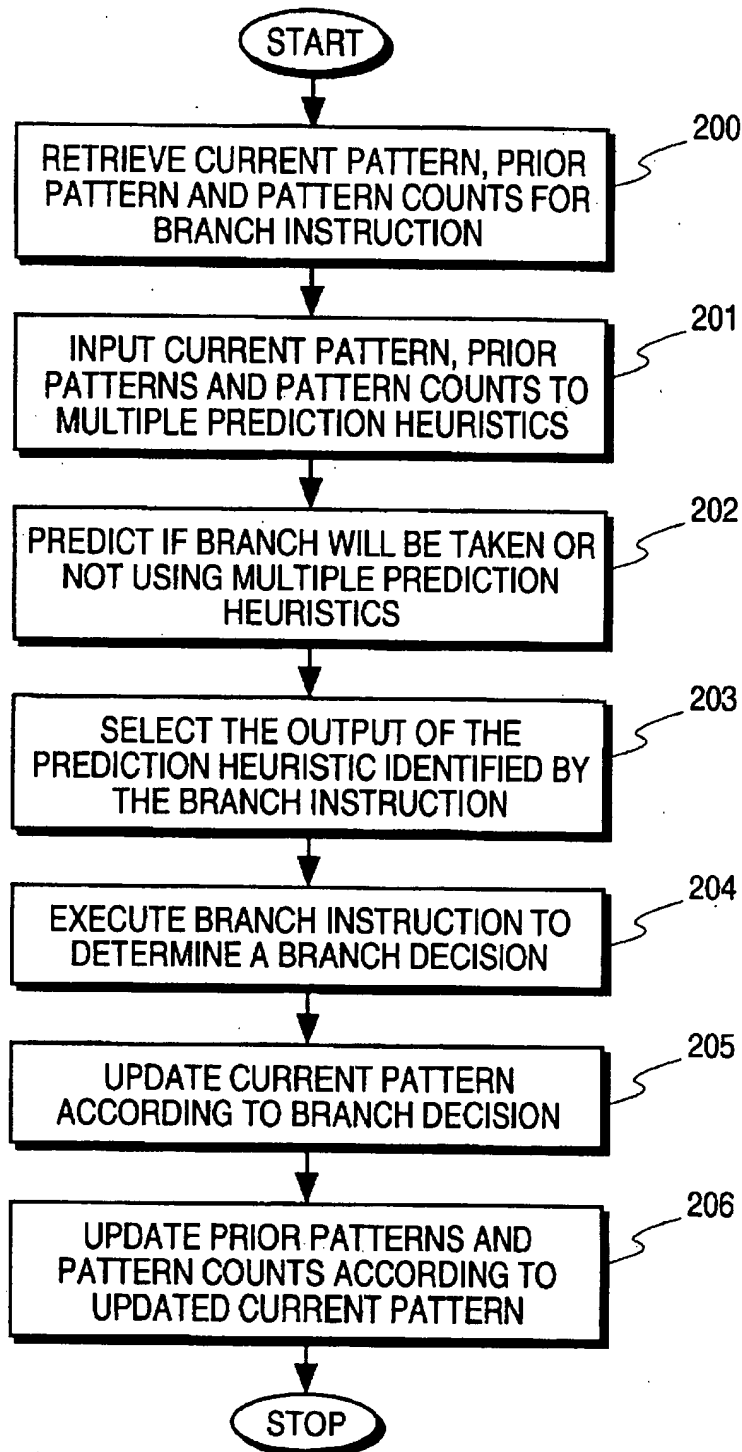 START
200
RETRIEVE CURRENT PATTERN, PRIOR
PATTERN AND PATTERN COUNTS FOR
BRANCH INSTRUCTION
201
INPUT CURRENT PATTERN, PRIOR
PATTERNS AND PATTERN COUNTS TO
MULTIPLE PREDICTION HEURISTICS
202
PREDICT IF BRANCH WILL BE TAKEN OR
NOT USING MULTIPLE PREDICTION
HEURISTICS
203
SELECT THE OUTPUT OF THE
PREDICTION HEURISTIC IDENTIFIED BY
THE BRANCH INSTRUCTION
204
EXECUTE BRANCH INSTRUCTION TO
DETERMINE A BRANCH DECISION
205
UPDATE CURRENT PATTERN
ACCORDING TO BRANCH DECISION
206
UPDATE PRIOR PATTERNS AND
PATTERN COUNTS ACCORDING TO
UPDATED CURRENT PATTERN
STOP